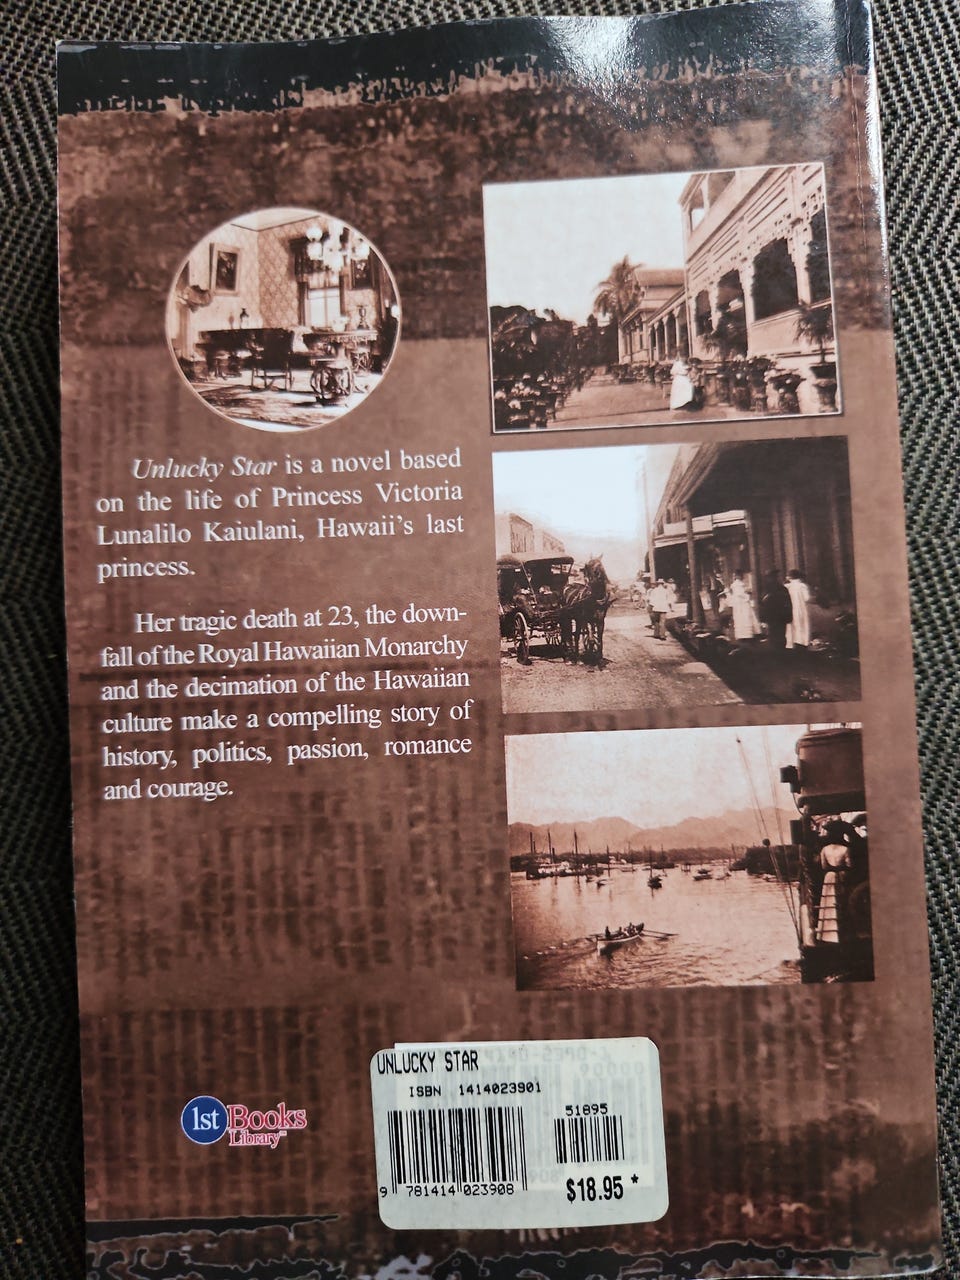 Unlucky Star is a novel based
on the life of Princess Victoria
Lunalilo Kaiulani, Hawaii's last
princess.
Her tragic death at 23, the down-
fall of the Royal Hawaiian Monarchy
and the decimation of the Hawaiian
culture make a compelling story of
history, politics, passion, romance
and courage.
1st Books
Library
UNLUCKY STAR
ISBN 1414023901
51895
9 781414 023908
$18.95 *
90000